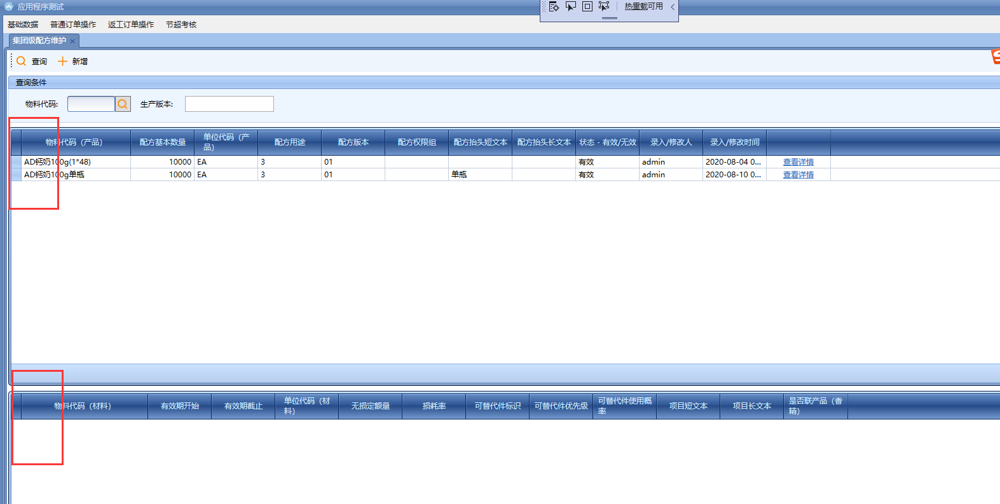 应用程序测试
热重载可用
基础数据 普通订单操作 返工订单操作 节超考核
集团级配方维护
查询 新增
查询条件
物料代码: 生产版本:
物料代码（产品） 配方基本数量 单位代码（产品） 配方用途 配方版本 配方权限组 配方抬头短文本 配方抬头长文本 状态 - 有效/无效 录入/修改人 录入/修改时间
AD钙奶100g(1*48) 10000 EA 3 01 有效 admin 2020-08-04 0... 查看详情
AD钙奶100g单瓶 10000 EA 3 01 单瓶 有效 admin 2020-08-10 0... 查看详情
物料代码（材料） 有效期开始 有效期截止 单位代码（材料） 无损定额量 损耗率 可替代件标识 可替代件优先级 可替代件使用概率 项目短文本 项目长文本 是否联产品（香精）